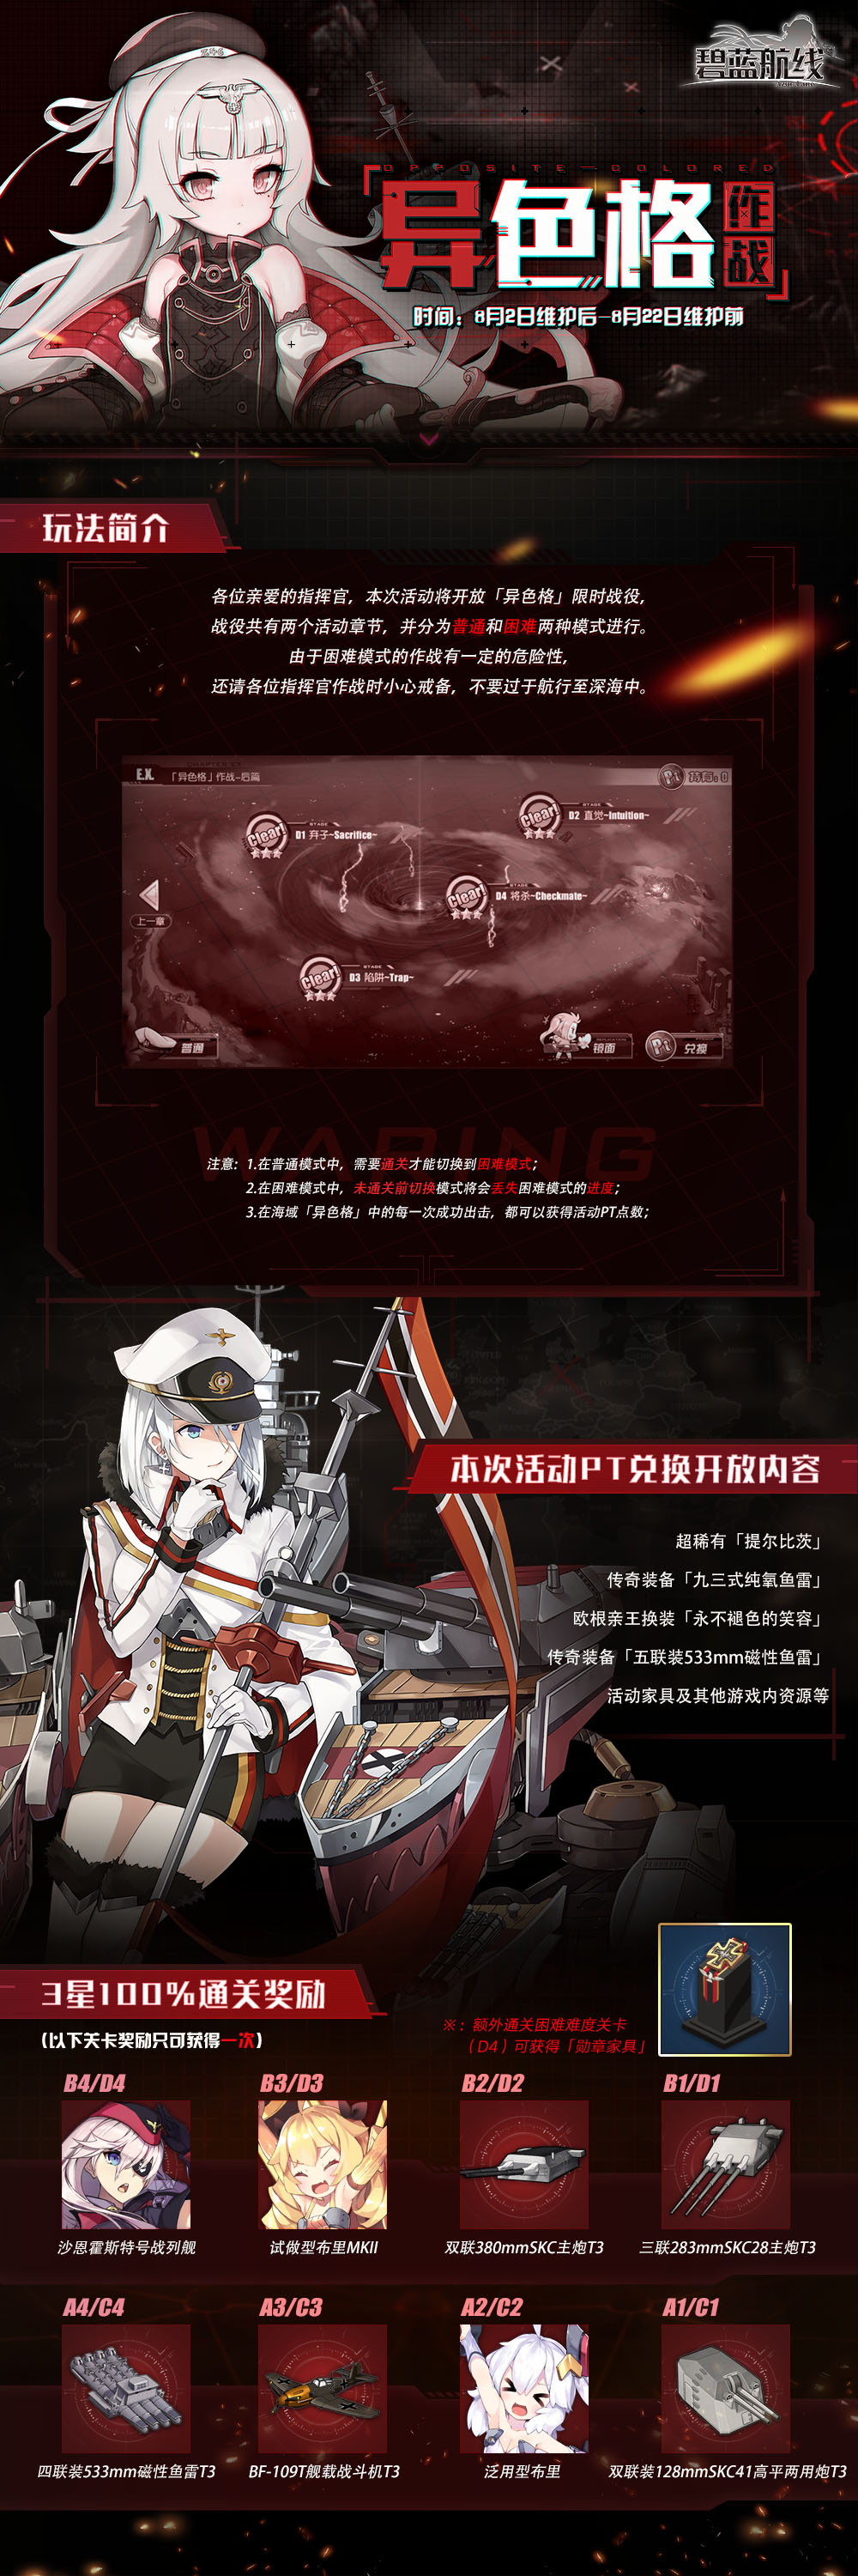 Z46
碧蓝航线
OPPOSITE-COLORED
异色格作战
时间：8月2日维护后-8月22日维护前
玩法简介
各位亲爱的指挥官，本次活动将开放「异色格」限时战役，
战役共有两个活动章节，并分为普通和困难两种模式进行。
由于困难模式的作战有一定的危险性，
还请各位指挥官作战时小心戒备，不要过于航行至深海中。
E.X. 「异色格」作战~后篇
Pt 持有：0
Clear! STAGE D2 直觉~Intuition~
Clear! STAGE D1 弃子~Sacrifice~
Clear! STAGE D4 将杀~Checkmate~
上一章
Clear! STAGE D3 陷阱~Trap~
普通
镜面
Pt 兑换
WARING
注意：1.在普通模式中，需要通关才能切换到困难模式；
2.在困难模式中，未通关前切换模式将会丢失困难模式的进度；
3.在海域「异色格」中的每一次成功出击，都可以获得活动PT点数；
本次活动PT兑换开放内容
超稀有「提尔比茨」
传奇装备「九三式纯氧鱼雷」
欧根亲王换装「永不褪色的笑容」
传奇装备「五联装533mm磁性鱼雷」
活动家具及其他游戏内资源等
3星100%通关奖励
(以下关卡奖励只可获得一次)
※：额外通关困难难度关卡
（D4）可获得「勋章家具」
B4/D4
B3/D3
B2/D2
B1/D1
沙恩霍斯特号战列舰
试做型布里MKII
双联380mmSKC主炮T3
三联283mmSKC28主炮T3
A4/C4
A3/C3
A2/C2
A1/C1
四联装533mm磁性鱼雷T3
BF-109T舰载战斗机T3
泛用型布里
双联装128mmSKC41高平两用炮T3